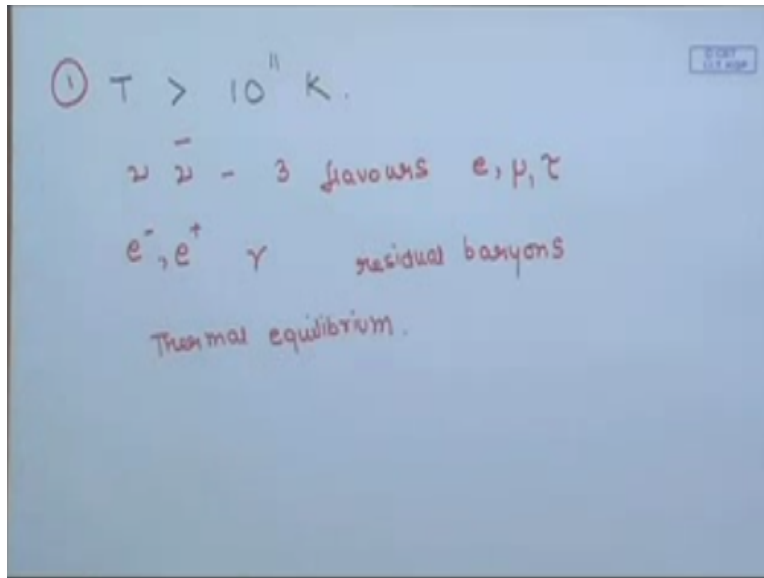 ① T > 10¹¹ K.
ν ν̄ - 3 flavours e, μ, τ
e⁻, e⁺ γ residual baryons
Thermal equilibrium.